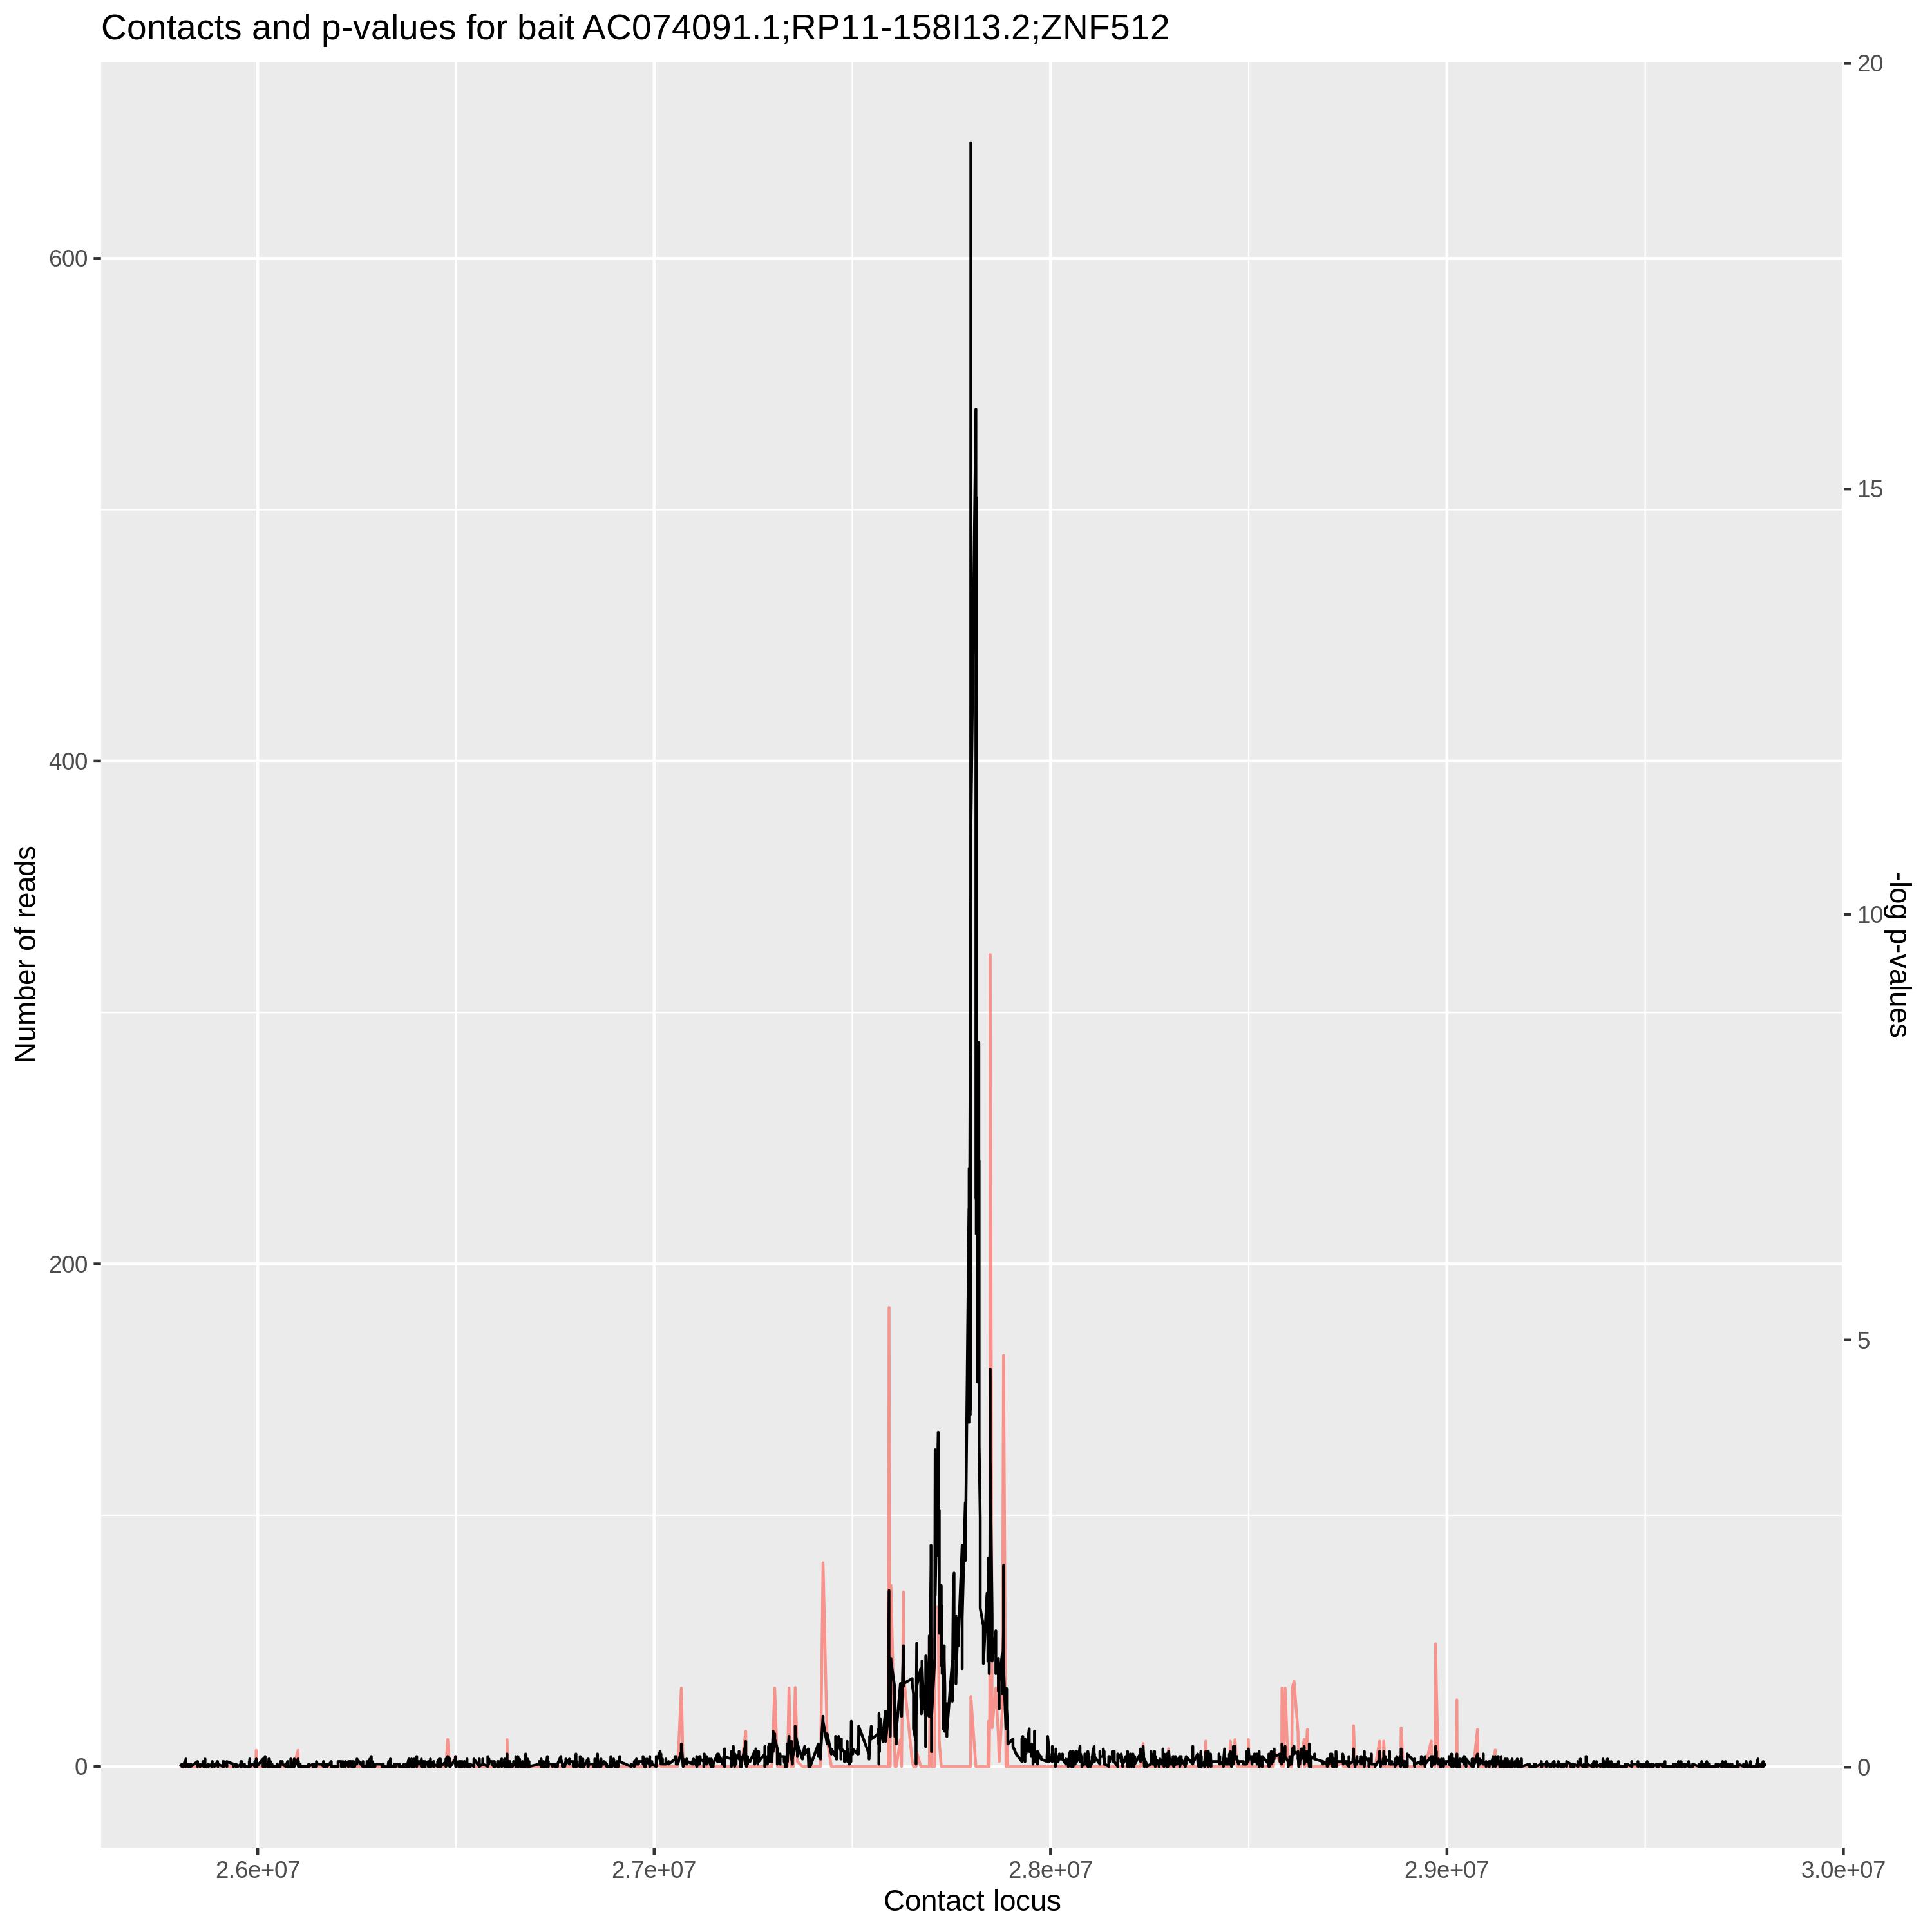 Contacts and p-values for bait AC074091.1;RP11-158I13.2;ZNF512
Number of reads
600
400
200
0
20
15
10
5
0
-log p-values
2.6e+07
2.7e+07
2.8e+07
2.9e+07
3.0e+07
Contact locus